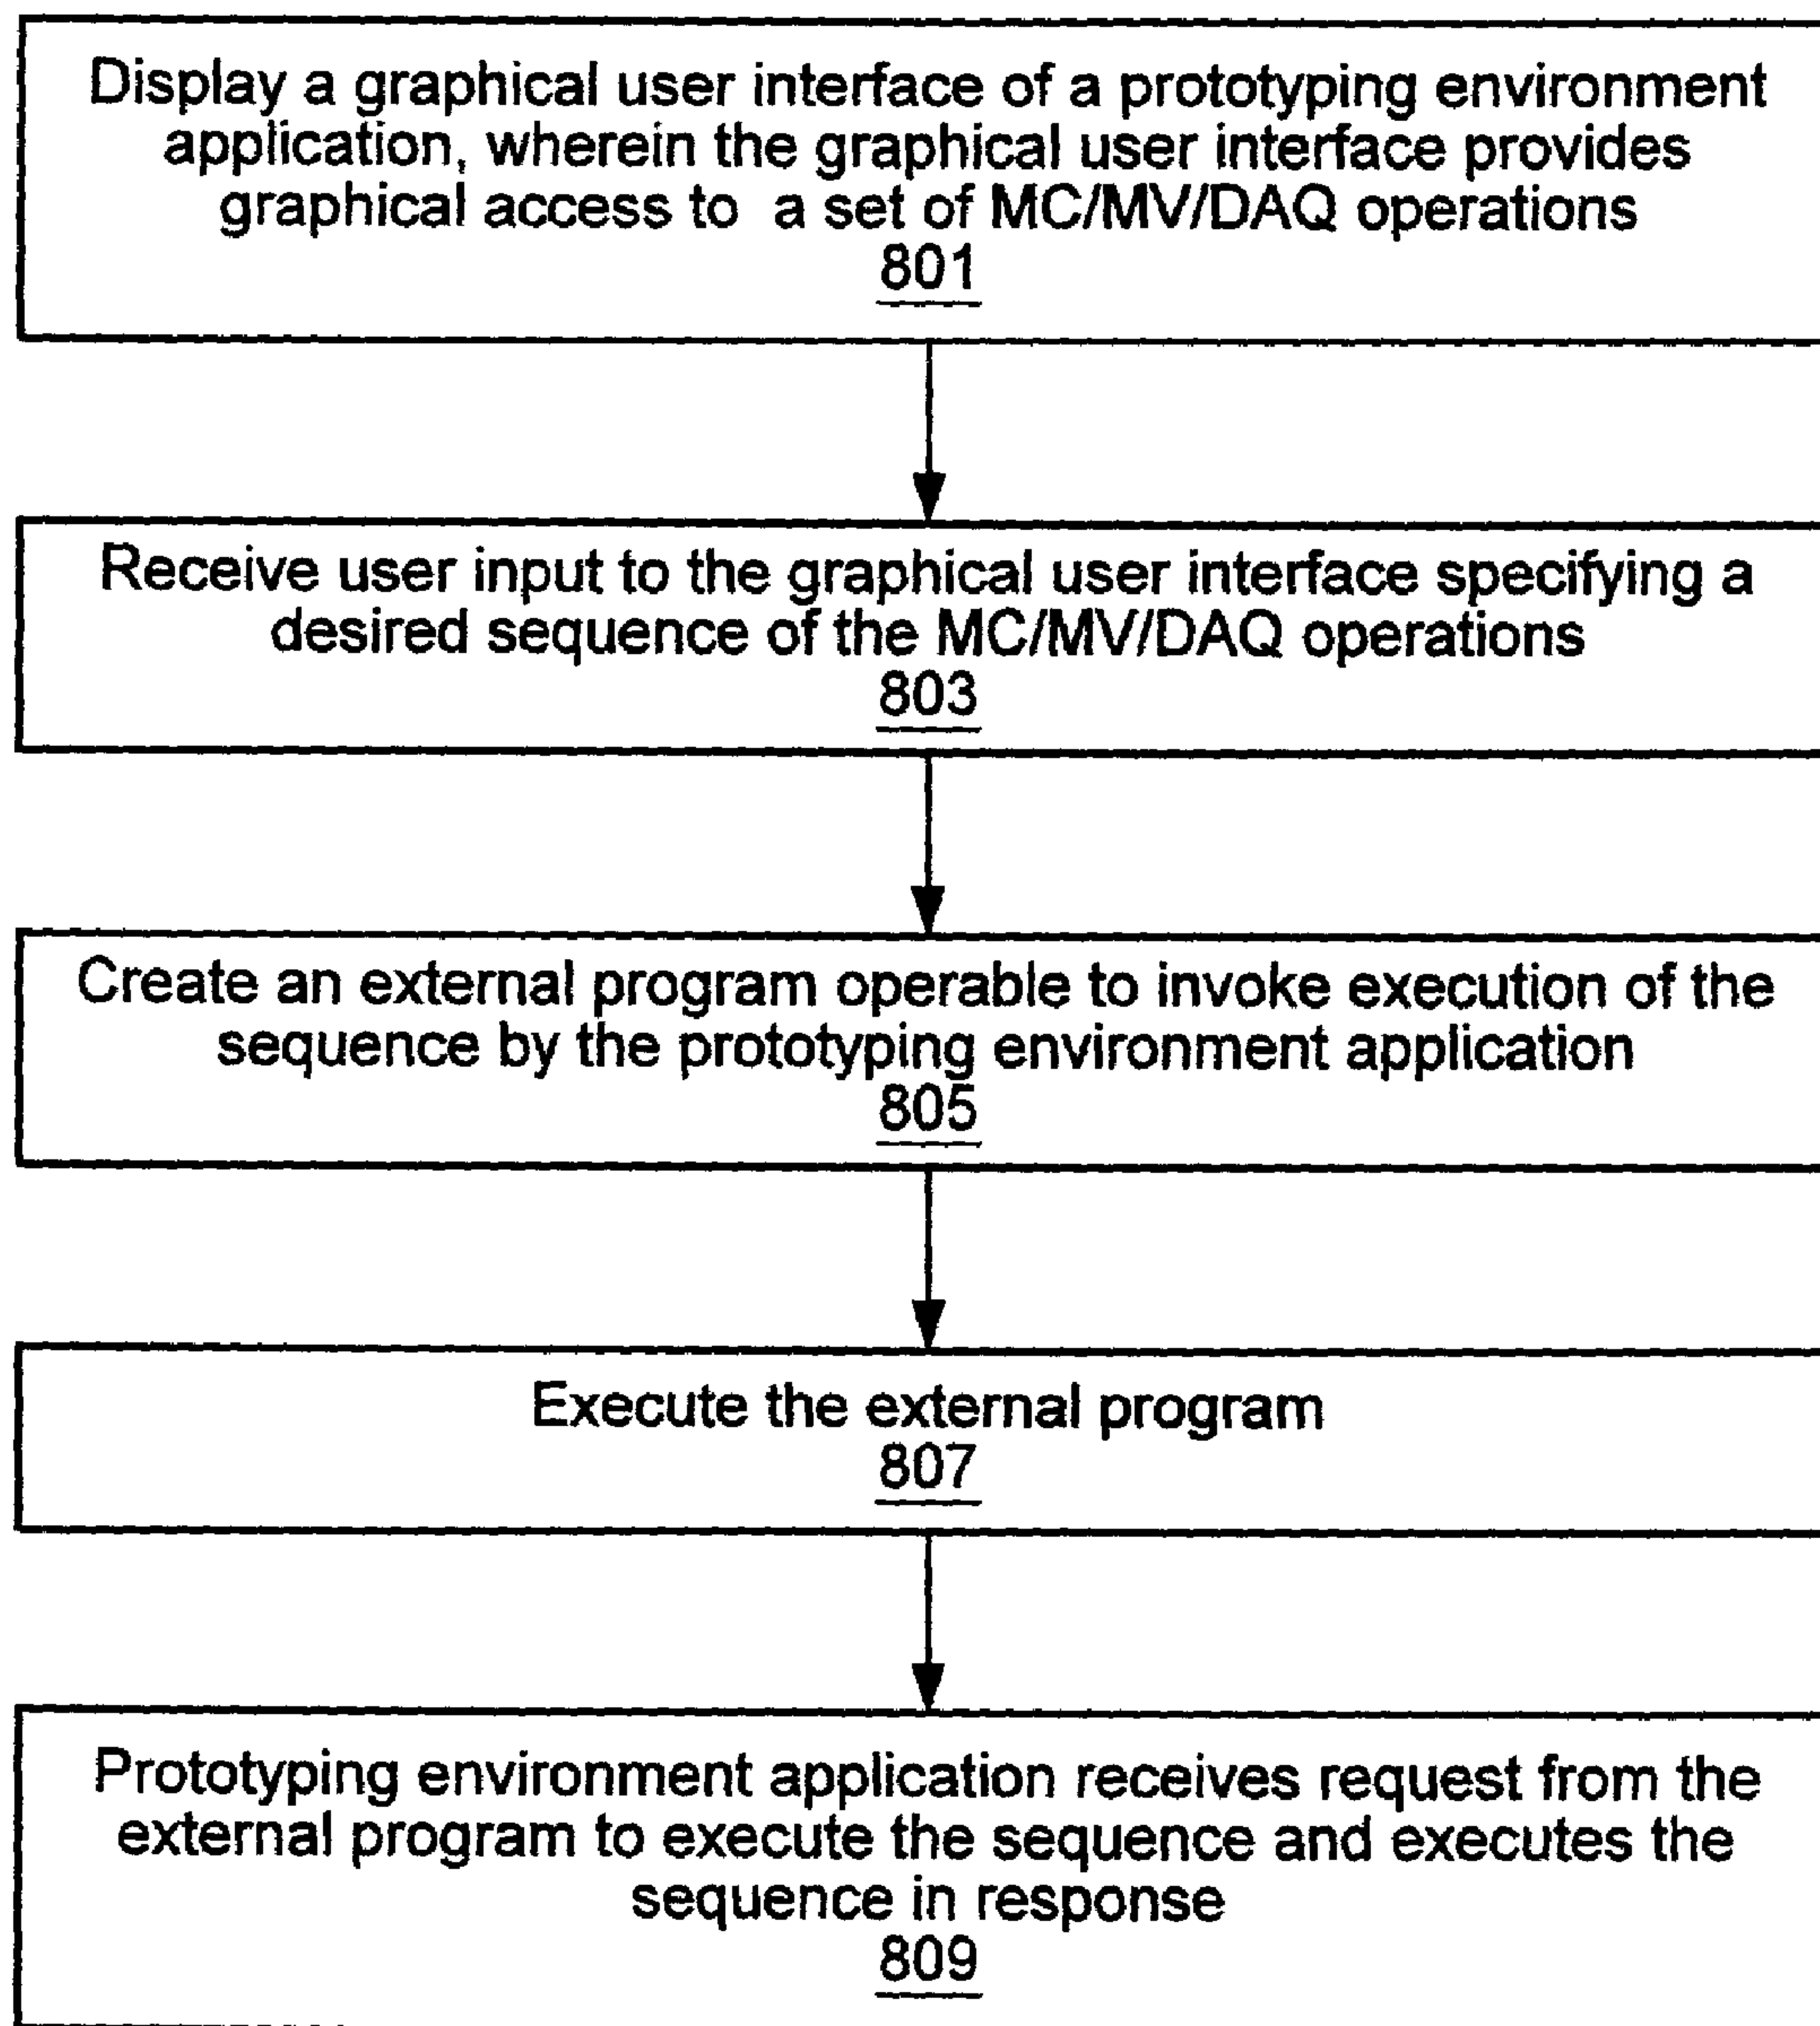 Display a graphical user interface of a prototyping environment
application, wherein the graphical user interface provides
graphical access to a set of MC/MV/DAQ operations
801
Receive user input to the graphical user interface specifying a
desired sequence of the MC/MV/DAQ operations
803
Create an external program operable to invoke execution of the
sequence by the prototyping environment application
805
Execute the external program
807
Prototyping environment application receives request from the
external program to execute the sequence and executes the
sequence in response
809